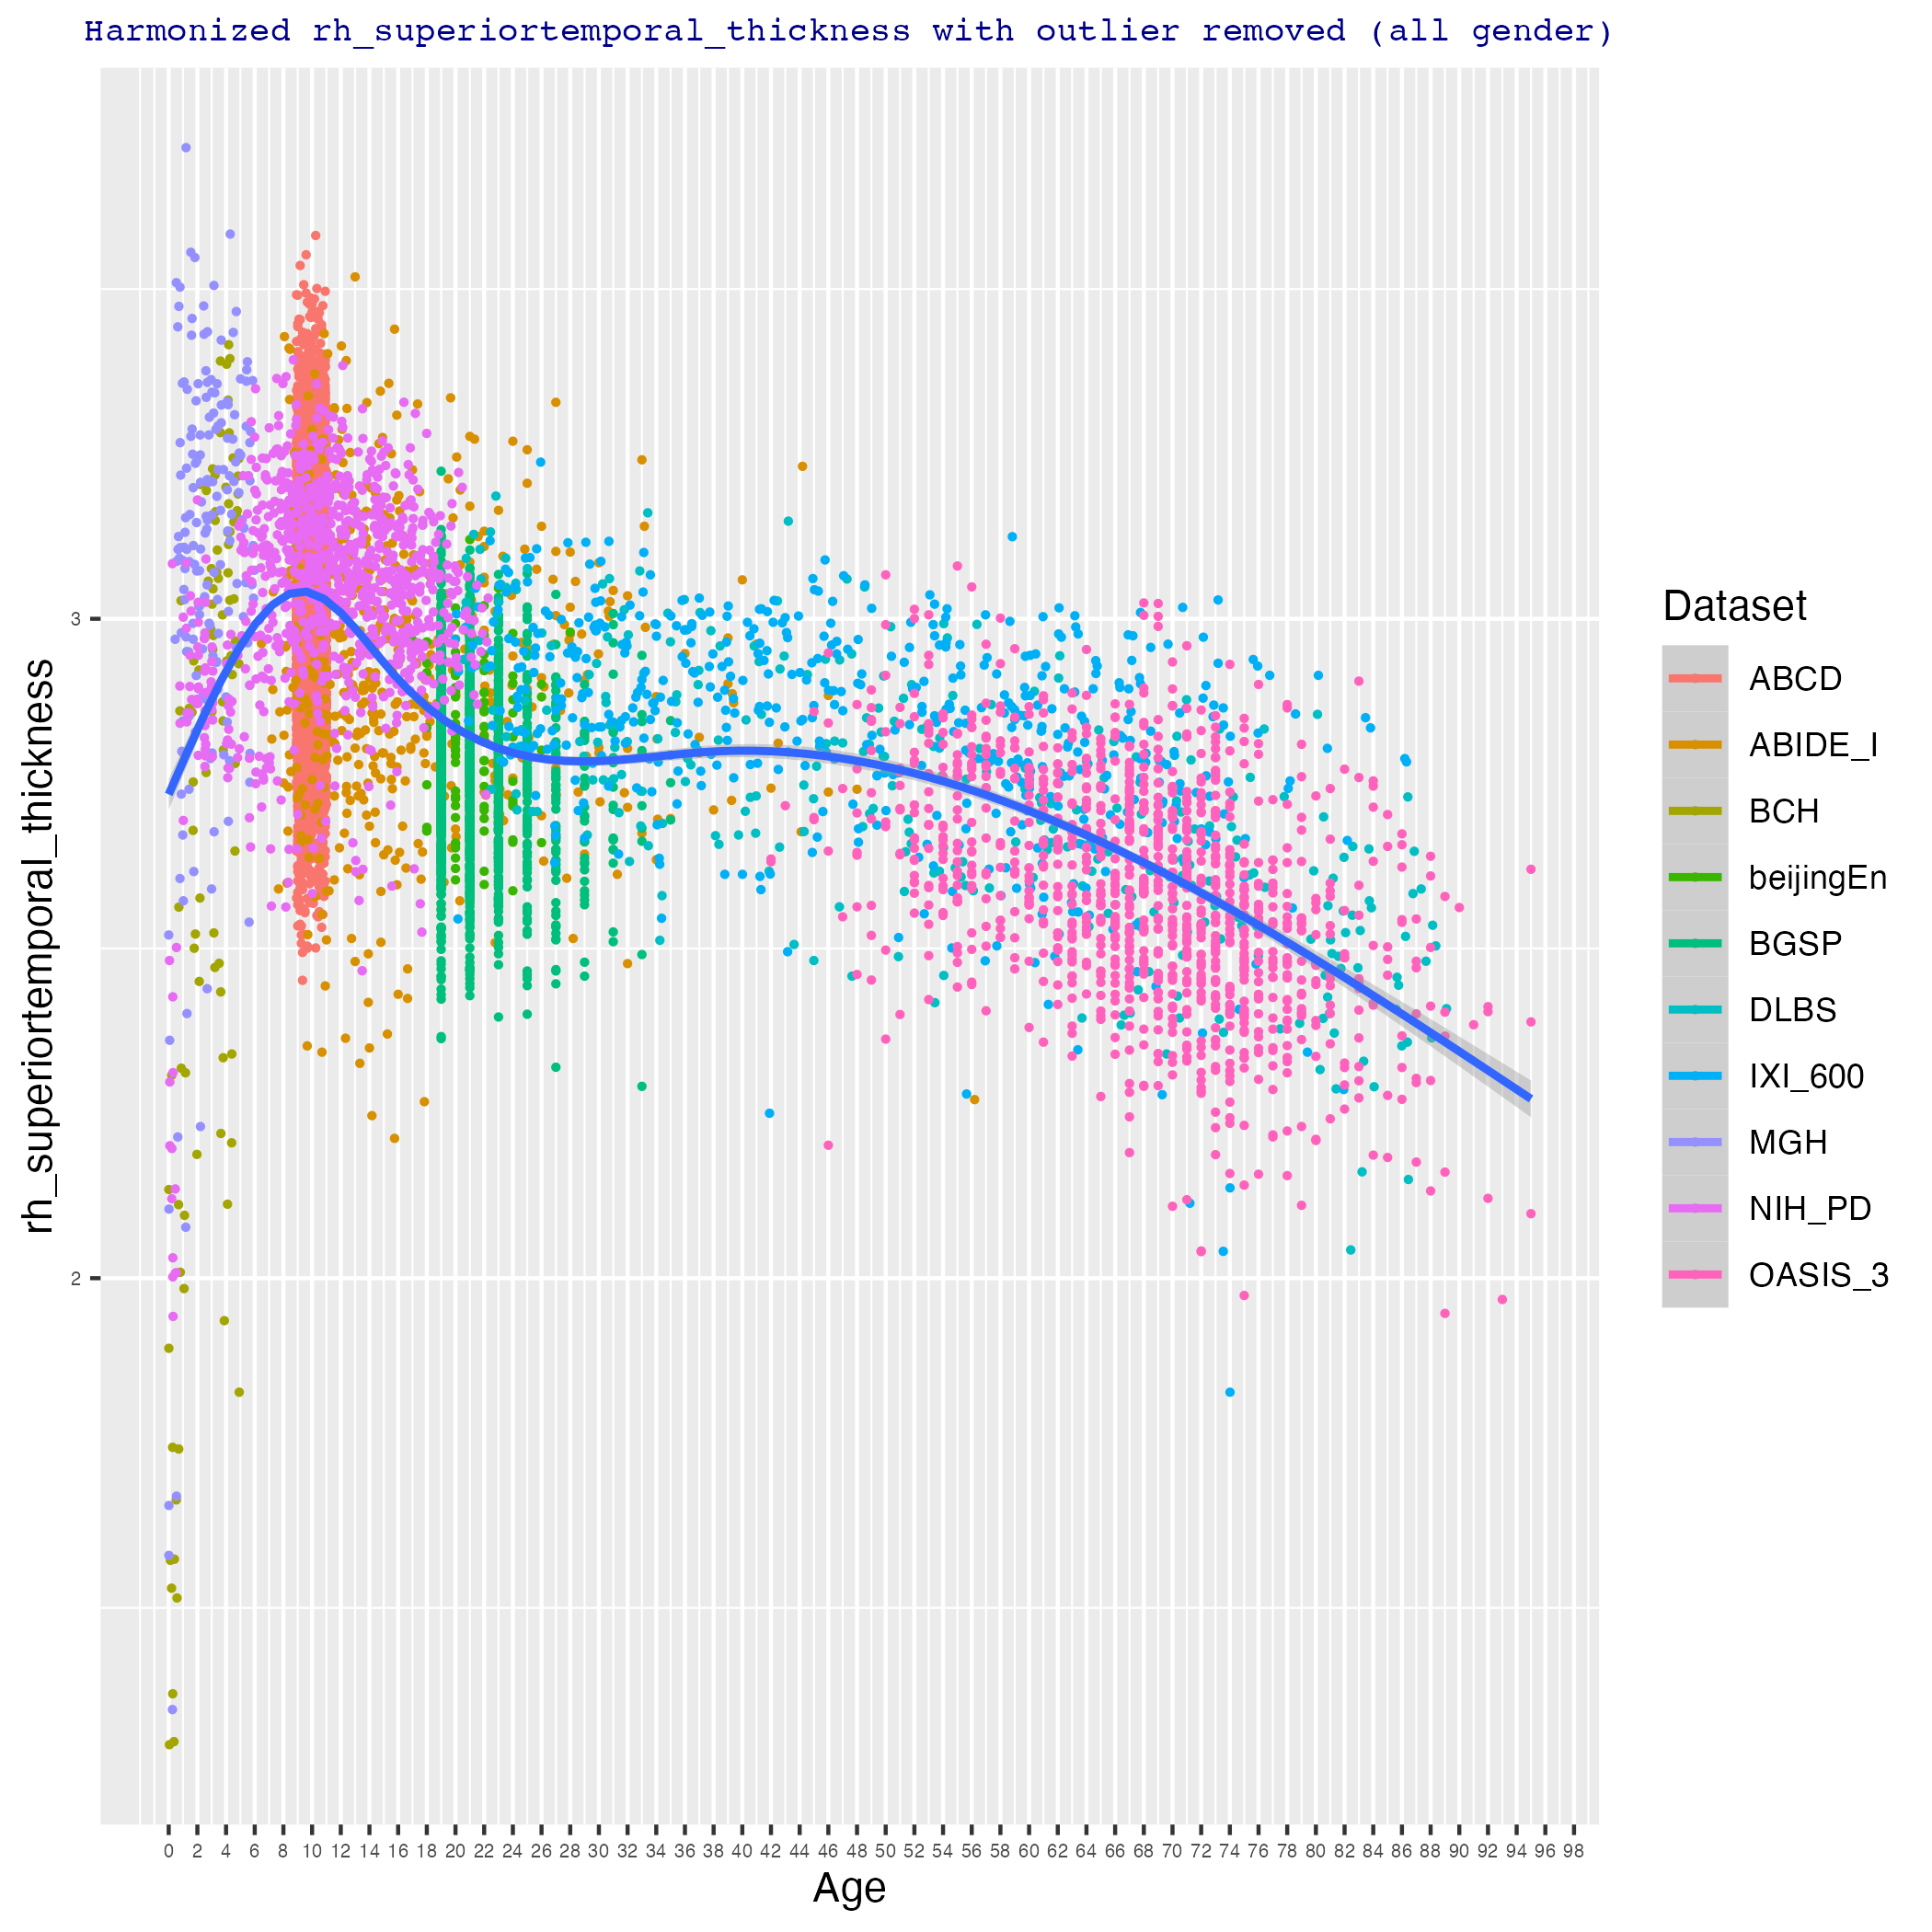 Harmonized rh_superiortemporal_thickness with outlier removed (all gender)
rh_superiortemporal_thickness
3
2
0 2 4 6 8 10 12 14 16 18 20 22 24 26 28 30 32 34 36 38 40 42 44 46 48 50 52 54 56 58 60 62 64 66 68 70 72 74 76 78 80 82 84 86 88 90 92 94 96 98
Age
Dataset
ABCD
ABIDE_I
BCH
beijingEn
BGSP
DLBS
IXI_600
MGH
NIH_PD
OASIS_3